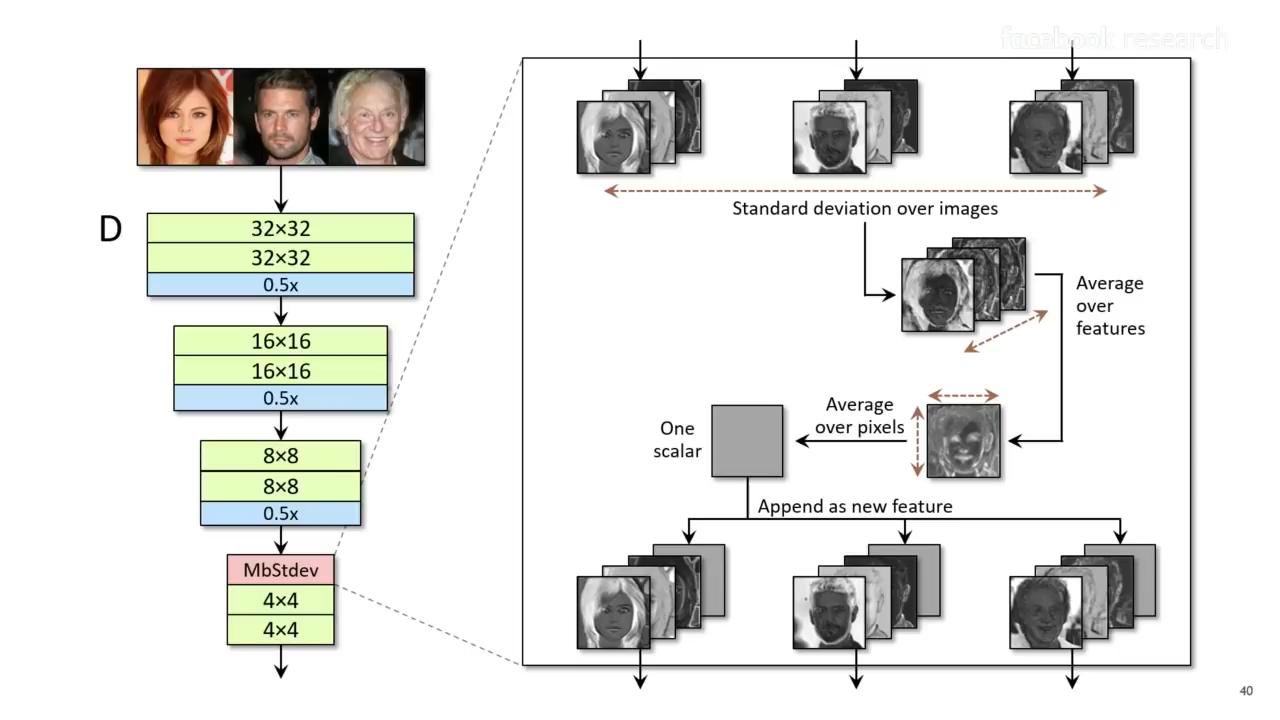 facebook research
D
32×32
32×32
0.5x
16×16
16×16
0.5x
8×8
8×8
0.5x
MbStdev
4×4
4×4
Standard deviation over images
Average
over
features
Average
over pixels
One
scalar
Append as new feature
40